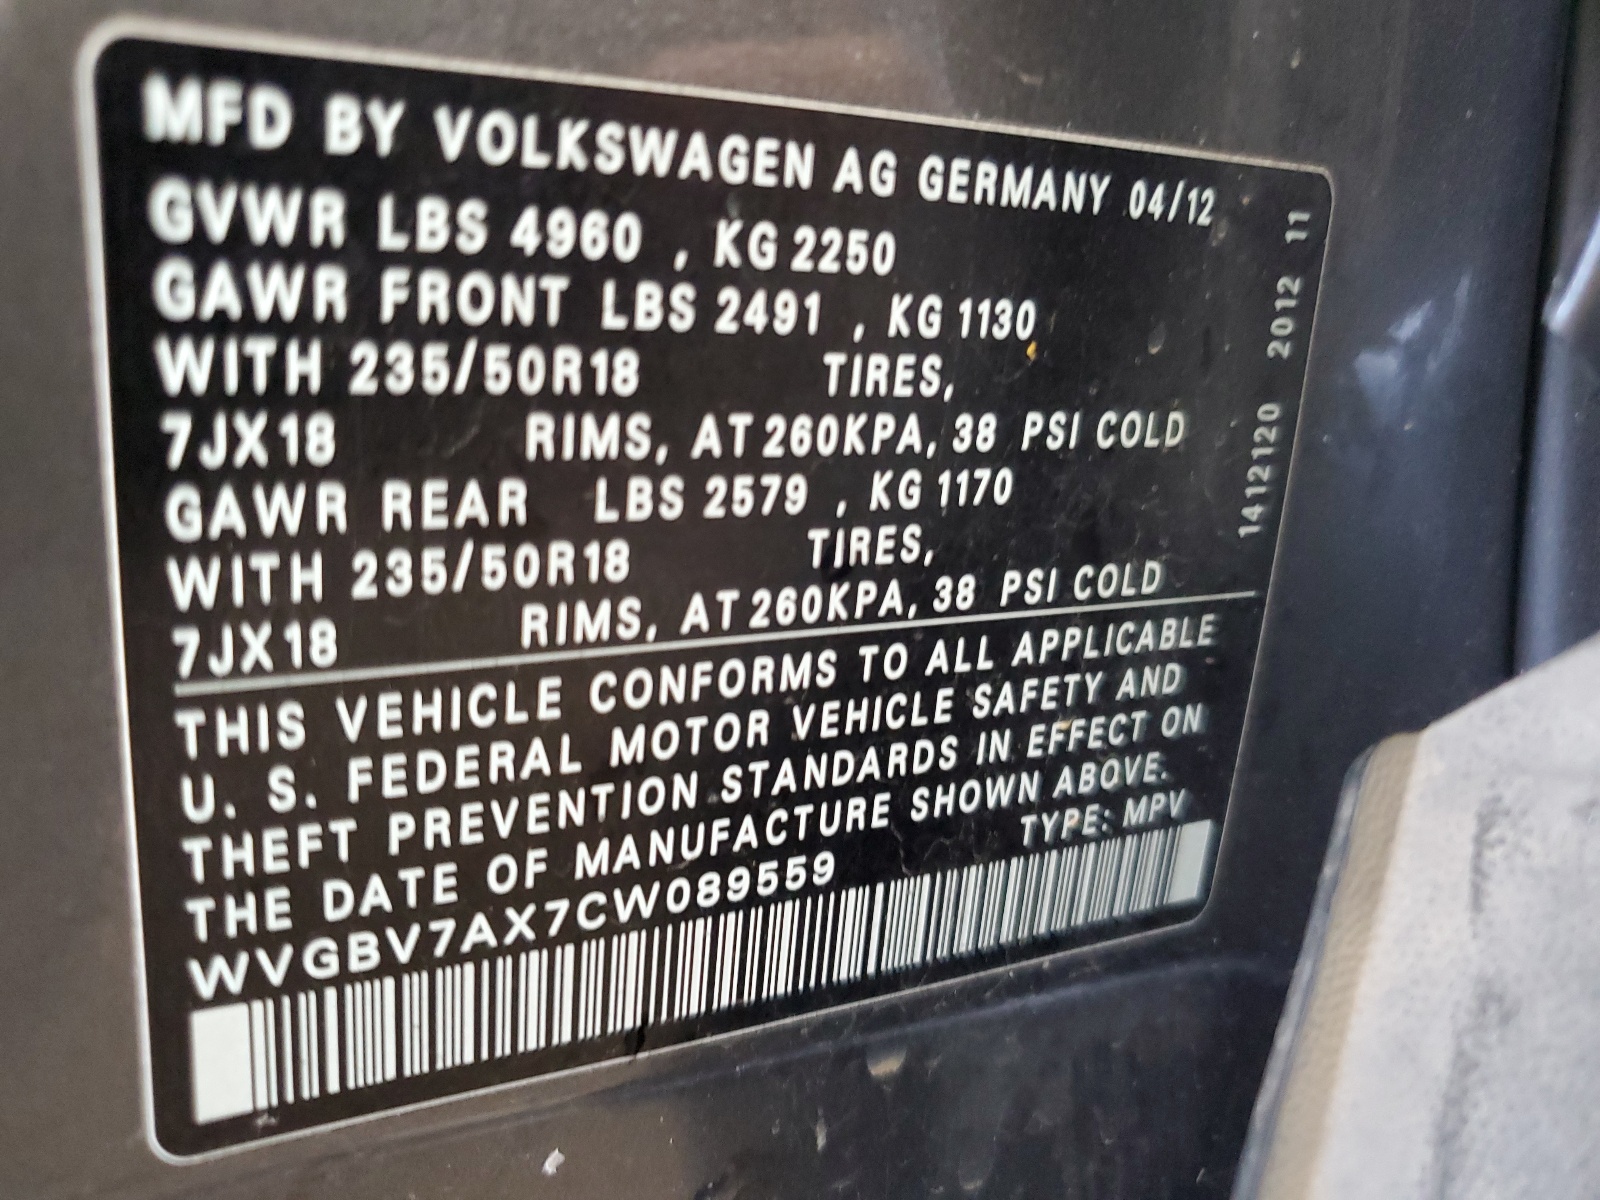 MFD BY VOLKSWAGEN AG GERMANY 04/12
GVWR LBS 4960 , KG 2250
GAWR FRONT LBS 2491 , KG 1130
WITH 235/50R18 TIRES,
7JX18 RIMS, AT 260KPA, 38 PSI COLD
GAWR REAR LBS 2579 , KG 1170
WITH 235/50R18 TIRES,
7JX18 RIMS, AT 260KPA, 38 PSI COLD
THIS VEHICLE CONFORMS TO ALL APPLICABLE
U. S. FEDERAL MOTOR VEHICLE SAFETY AND
THEFT PREVENTION STANDARDS IN EFFECT ON
THE DATE OF MANUFACTURE SHOWN ABOVE.
WVGBV7AX7CW089559 TYPE: MPV
1412120 2012 11